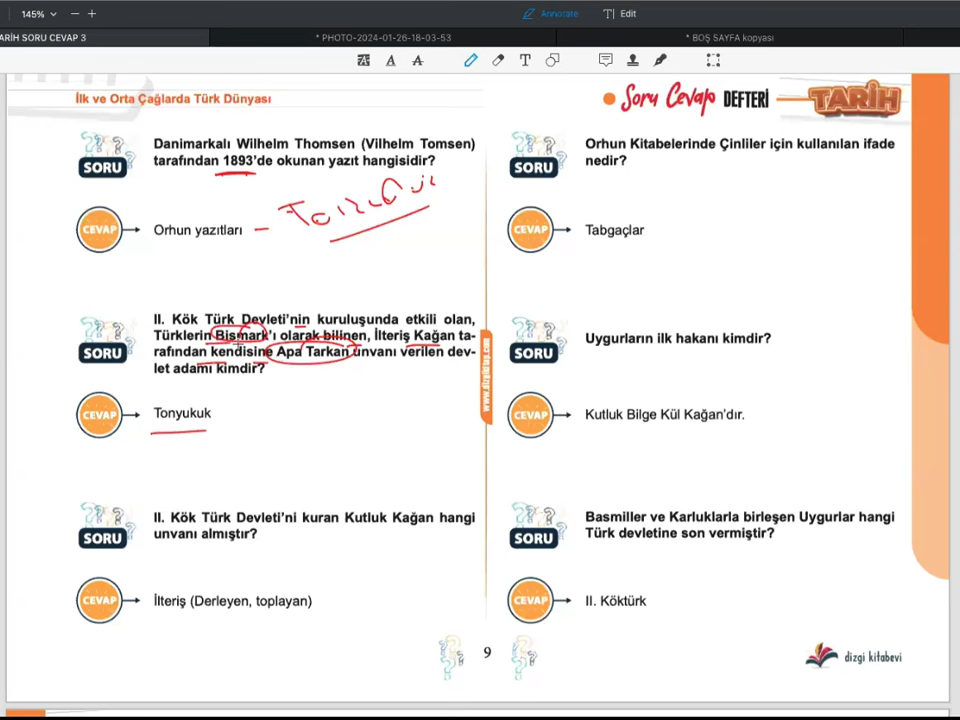 145%
Annotate
Edit
ARİH SORU CEVAP 3
* PHOTO-2024-01-26-18-03-53
* BOŞ SAYFA kopyası
İlk ve Orta Çağlarda Türk Dünyası
Soru Cevap DEFTERİ
TARİH
SORU
Danimarkalı Wilhelm Thomsen (Vilhelm Tomsen)
tarafından 1893'de okunan yazıt hangisidir?
CEVAP
Orhun yazıtları
SORU
II. Kök Türk Devleti'nin kuruluşunda etkili olan,
Türklerin Bismark'ı olarak bilinen, İlteriş Kağan ta-
rafından kendisine Apa Tarkan unvanı verilen dev-
let adamı kimdir?
CEVAP
Tonyukuk
SORU
II. Kök Türk Devleti'ni kuran Kutluk Kağan hangi
unvanı almıştır?
CEVAP
İlteriş (Derleyen, toplayan)
www.dizgikitap.com
SORU
Orhun Kitabelerinde Çinliler için kullanılan ifade
nedir?
CEVAP
Tabgaçlar
SORU
Uygurların ilk hakanı kimdir?
CEVAP
Kutluk Bilge Kül Kağan'dır.
SORU
Basmiller ve Karluklarla birleşen Uygurlar hangi
Türk devletine son vermiştir?
CEVAP
II. Köktürk
9
dizgi kitabevi